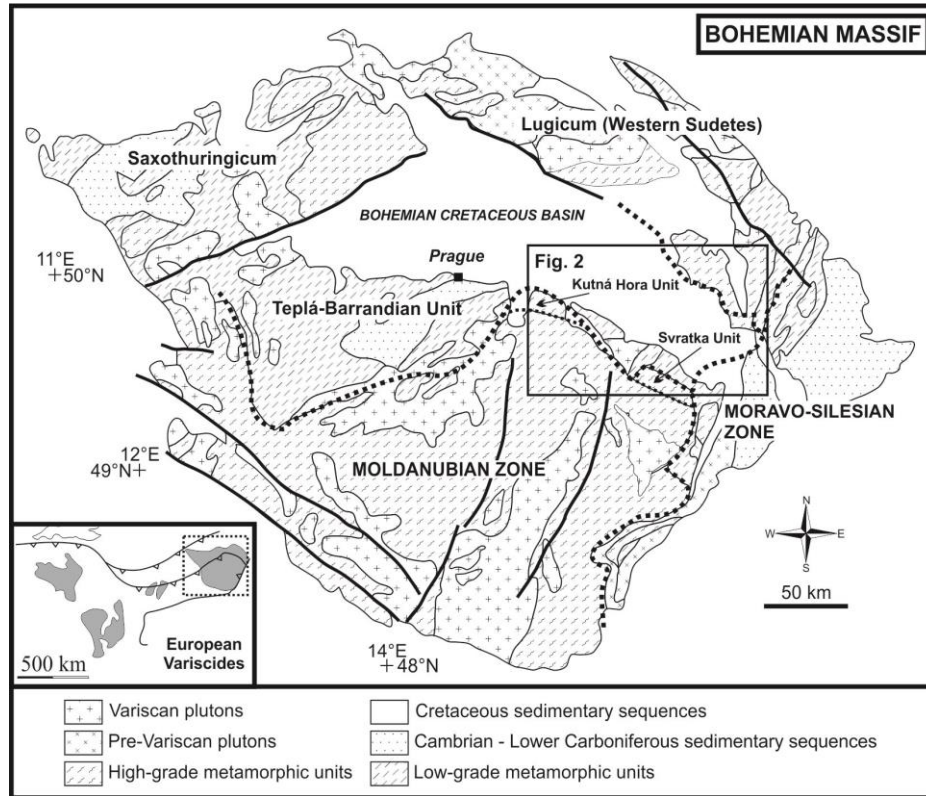 BOHEMIAN MASSIF
Lugicum (Western Sudetes)
Saxothuringicum
BOHEMIAN CRETACEOUS BASIN
11°E
+50°N
Prague
Fig. 2
Kutná Hora Unit
Teplá-Barrandian Unit
Svratka Unit
MORAVO-SILESIAN
ZONE
12°E
49°N+
MOLDANUBIAN ZONE
N
W E
S
50 km
European
Variscides
500 km
14°E
+48°N
Variscan plutons
Pre-Variscan plutons
High-grade metamorphic units
Cretaceous sedimentary sequences
Cambrian - Lower Carboniferous sedimentary sequences
Low-grade metamorphic units